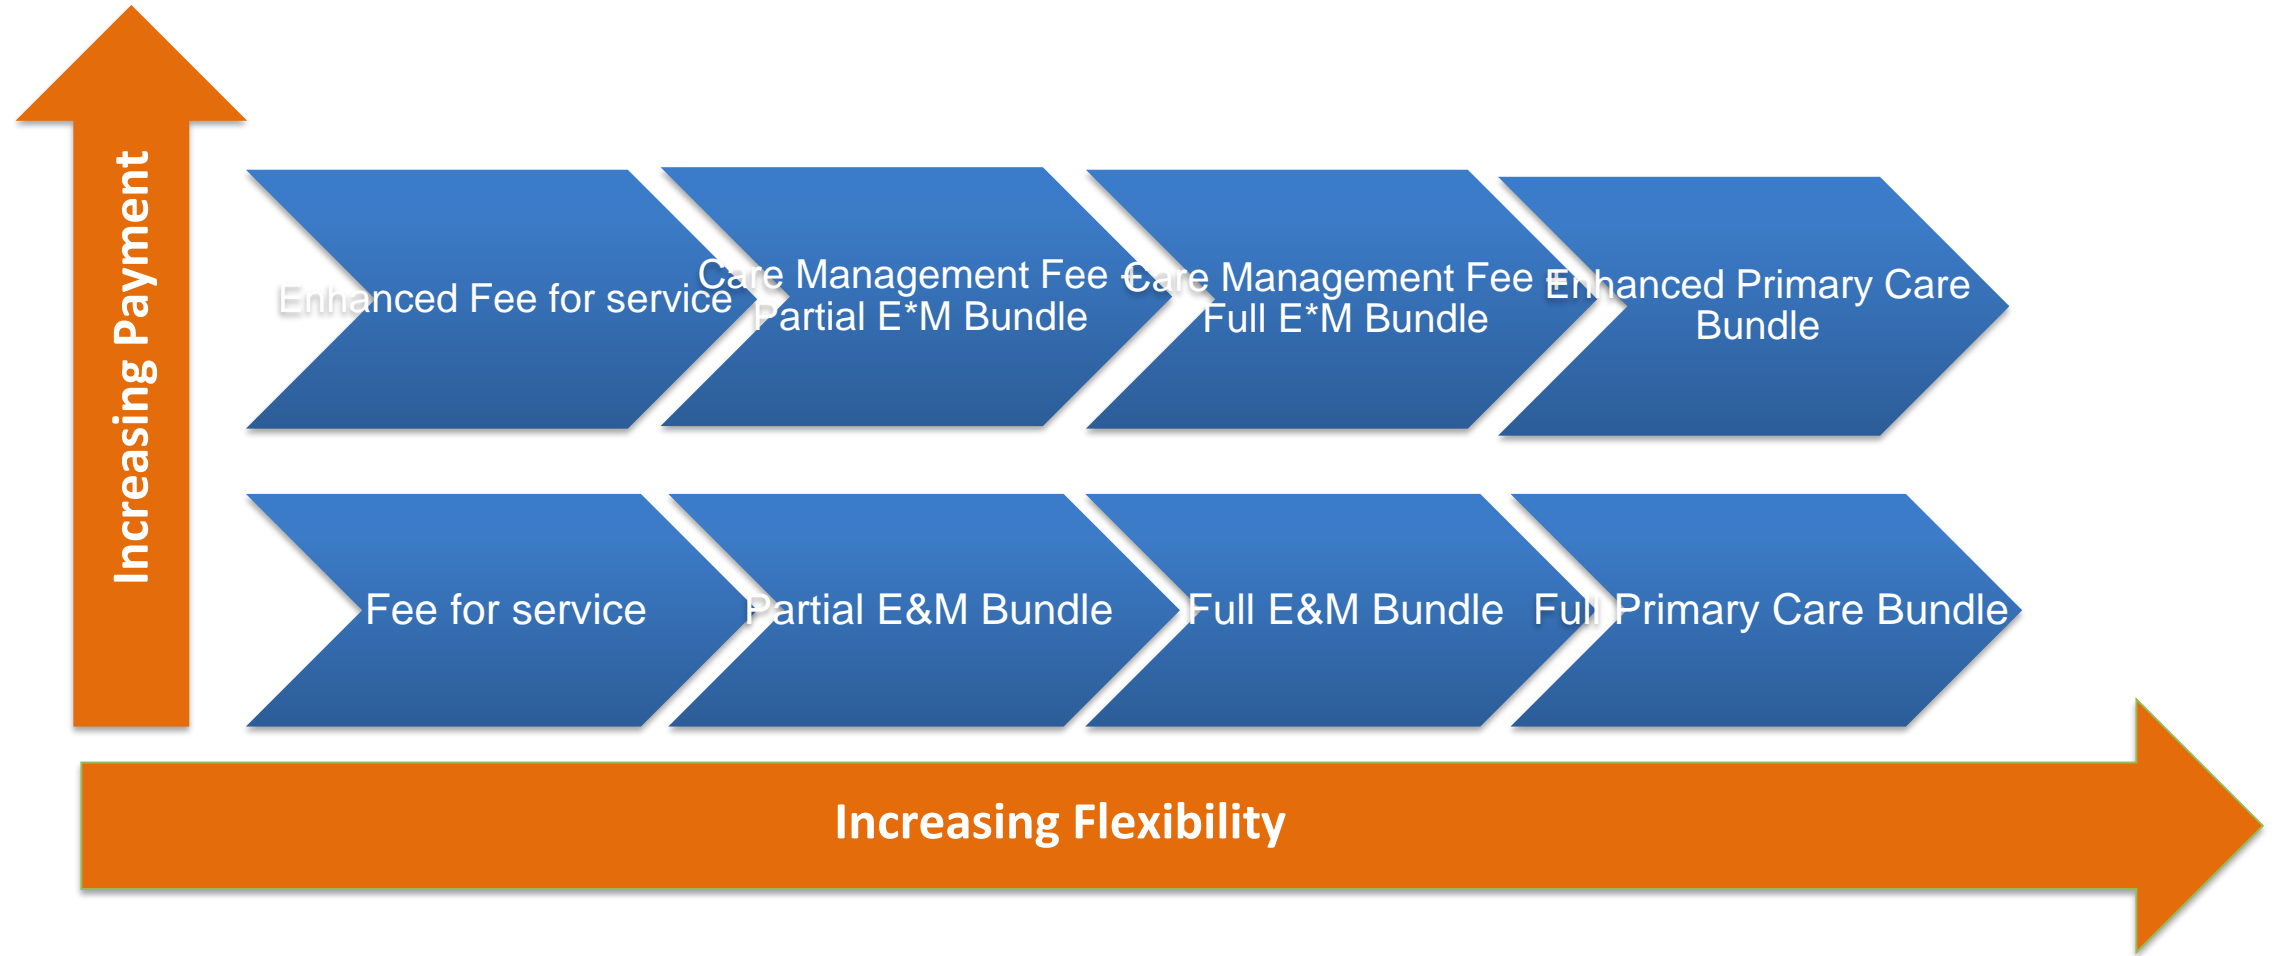 Increasing Payment
Enhanced Fee for service
Care Management Fee +
Partial E*M Bundle
Care Management Fee +
Full E*M Bundle
Enhanced Primary Care
Bundle
Fee for service
Partial E&M Bundle
Full E&M Bundle
Full Primary Care Bundle
Increasing Flexibility